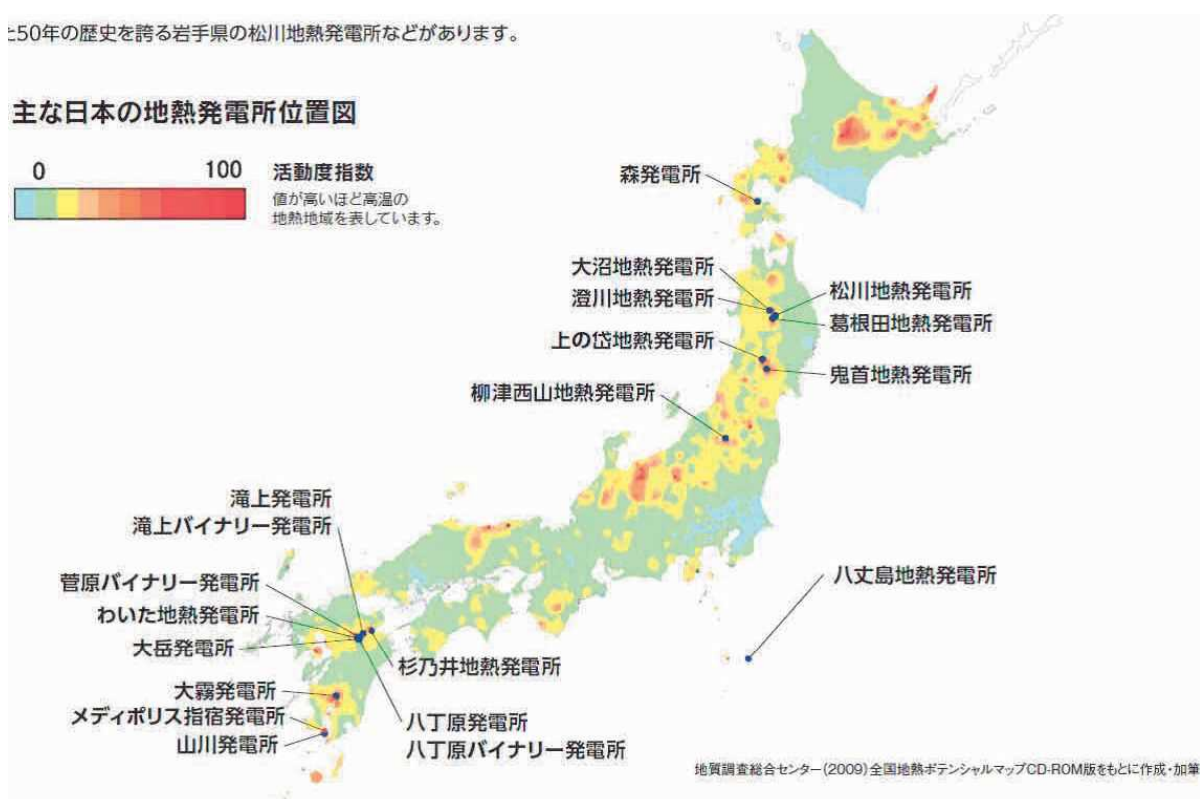 た50年の歴史を誇る岩手県の松川地熱発電所などがあります。
主な日本の地熱発電所位置図
0 100 活動度指数
値が高いほど高温の
地熱地域を表しています。
森発電所
大沼地熱発電所
澄川地熱発電所
上の岱地熱発電所
柳津西山地熱発電所
松川地熱発電所
葛根田地熱発電所
鬼首地熱発電所
滝上発電所
滝上バイナリー発電所
菅原バイナリー発電所
わいた地熱発電所
大岳発電所
大霧発電所
メディポリス指宿発電所
山川発電所
杉乃井地熱発電所
八丁原発電所
八丁原バイナリー発電所
八丈島地熱発電所
地質調査総合センター(2009)全国地熱ポテンシャルマップCD-ROM版をもとに作成・加筆